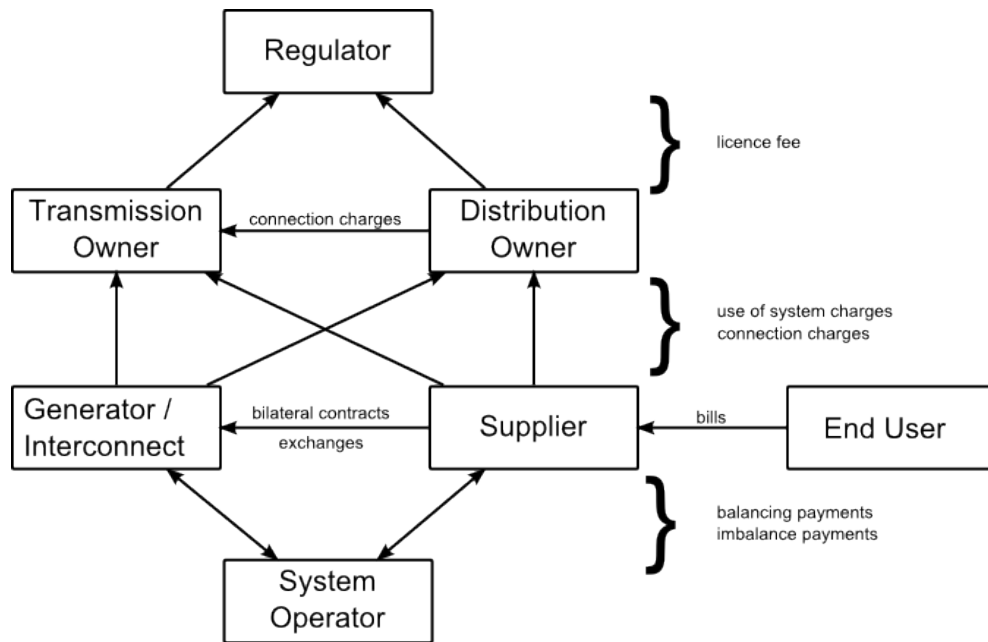 Regulator
licence fee
Transmission
Owner
connection charges
Distribution
Owner
use of system charges
connection charges
Generator /
Interconnect
bilateral contracts
exchanges
Supplier
bills
End User
balancing payments
imbalance payments
System
Operator